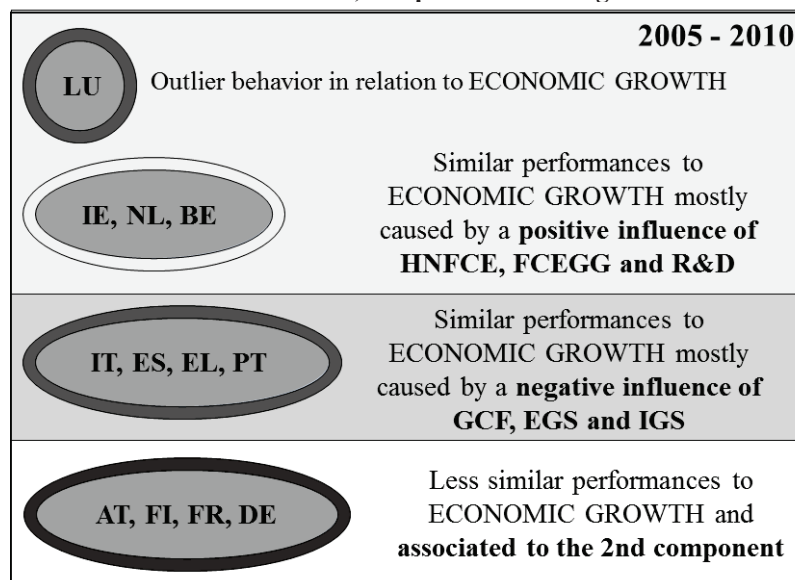 2005 - 2010
LU
Outlier behavior in relation to ECONOMIC GROWTH
IE, NL, BE
Similar performances to
ECONOMIC GROWTH mostly
caused by a positive influence of
HNFCE, FCEGG and R&D
IT, ES, EL, PT
Similar performances to
ECONOMIC GROWTH mostly
caused by a negative influence of
GCF, EGS and IGS
AT, FI, FR, DE
Less similar performances to
ECONOMIC GROWTH and
associated to the 2nd component